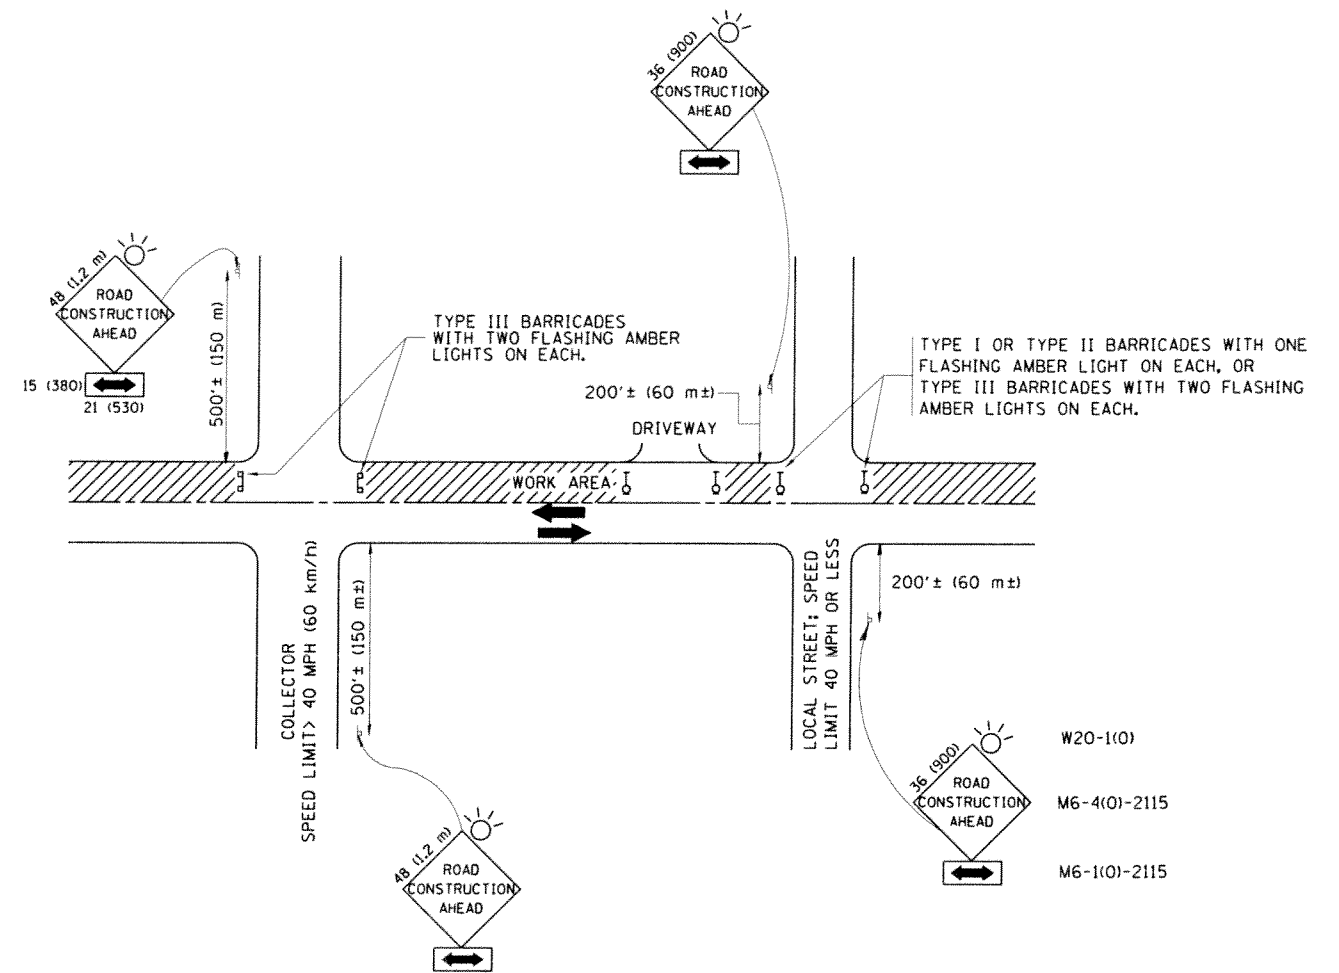 36 (900)
ROAD
CONSTRUCTION
AHEAD
48 (1.2 m)
ROAD
CONSTRUCTION
AHEAD
15 (380)
21 (530)
500'± (150 m)
TYPE III BARRICADES
WITH TWO FLASHING AMBER
LIGHTS ON EACH.
200'± (60 m±)
DRIVEWAY
TYPE I OR TYPE II BARRICADES WITH ONE
FLASHING AMBER LIGHT ON EACH, OR
TYPE III BARRICADES WITH TWO FLASHING
AMBER LIGHTS ON EACH.
WORK AREA
COLLECTOR
SPEED LIMIT> 40 MPH (60 km/h)
500'± (150 m±)
LOCAL STREET; SPEED
LIMIT 40 MPH OR LESS
200'± (60 m±)
48 (1.2 m)
ROAD
CONSTRUCTION
AHEAD
36 (900)
ROAD
CONSTRUCTION
AHEAD
W20-1(O)
M6-4(O)-2115
M6-1(O)-2115